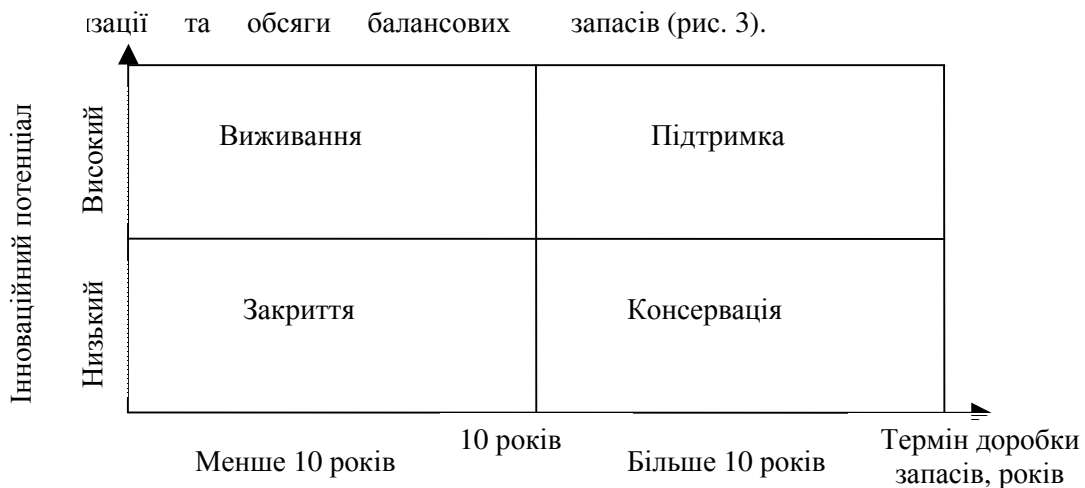 та обсяги балансових запасів (рис. 3).
Інноваційний потенціал
Високий
Низький
Виживання
Підтримка
Закриття
Консервація
10 років
Менше 10 років
Більше 10 років
Термін доробки
запасів, років